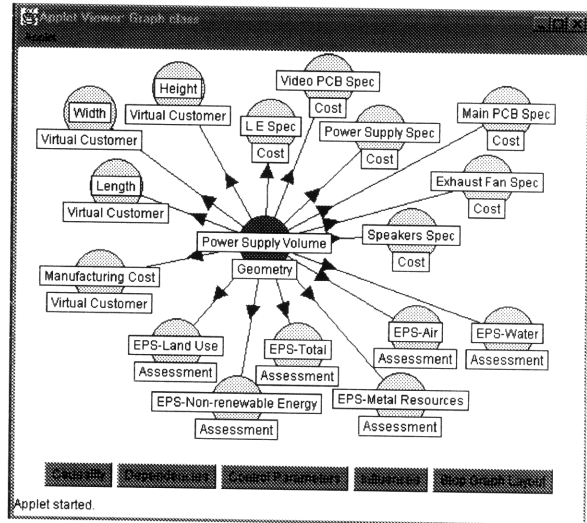 Applet Viewer: Graph class
Applet
Video PCB Spec
Cost
Height
Virtual Customer
Width
Virtual Customer
L E Spec
Cost
Power Supply Spec
Cost
Main PCB Spec
Cost
Length
Virtual Customer
Exhaust Fan Spec
Cost
Power Supply Volume
Geometry
Speakers Spec
Cost
Manufacturing Cost
Virtual Customer
EPS-Land Use
Assessment
EPS-Total
Assessment
EPS-Air
Assessment
EPS-Water
Assessment
EPS-Non-renewable Energy
Assessment
EPS-Metal Resources
Assessment
Causality
Dependencies
Control Parameters
Influences
Stop Graph Layout
Applet started.